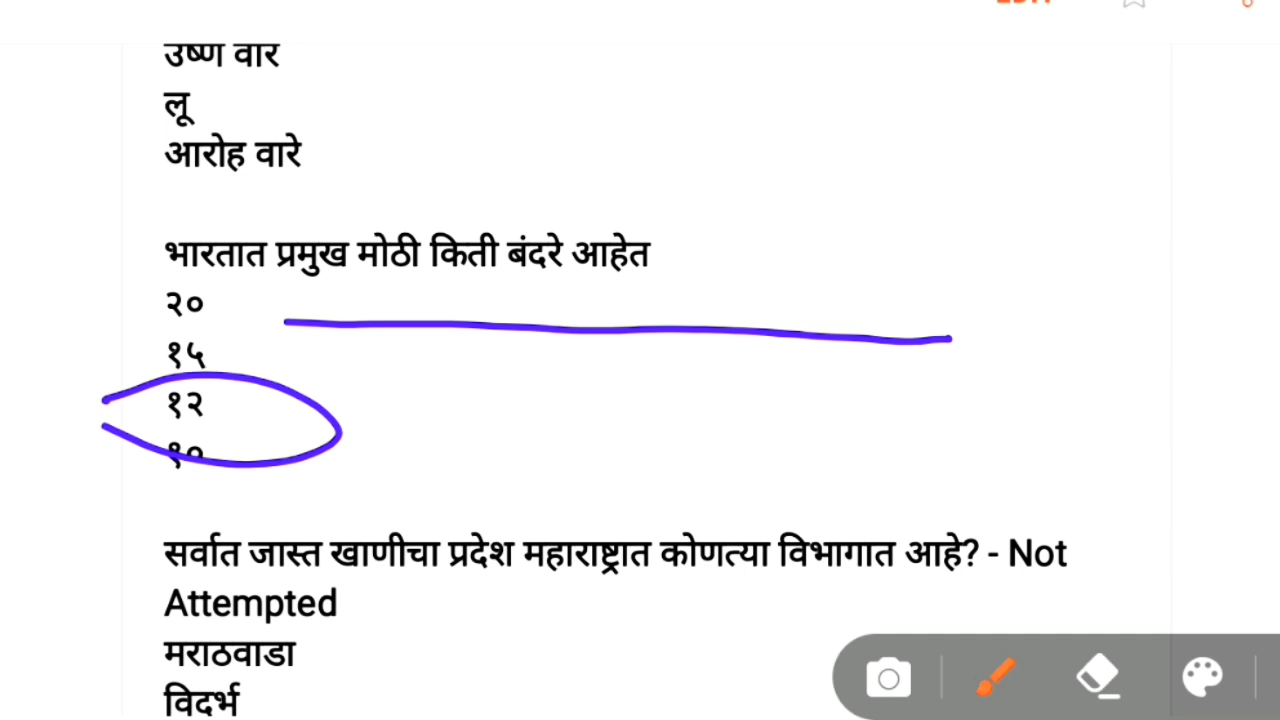 उष्ण वारे
लू
आरोह वारे
भारतात प्रमुख मोठी किती बंदरे आहेत
२०
१५
१२
१०
सर्वात जास्त खाणीचा प्रदेश महाराष्ट्रात कोणत्या विभागात आहे? - Not
Attempted
मराठवाडा
विदर्भ